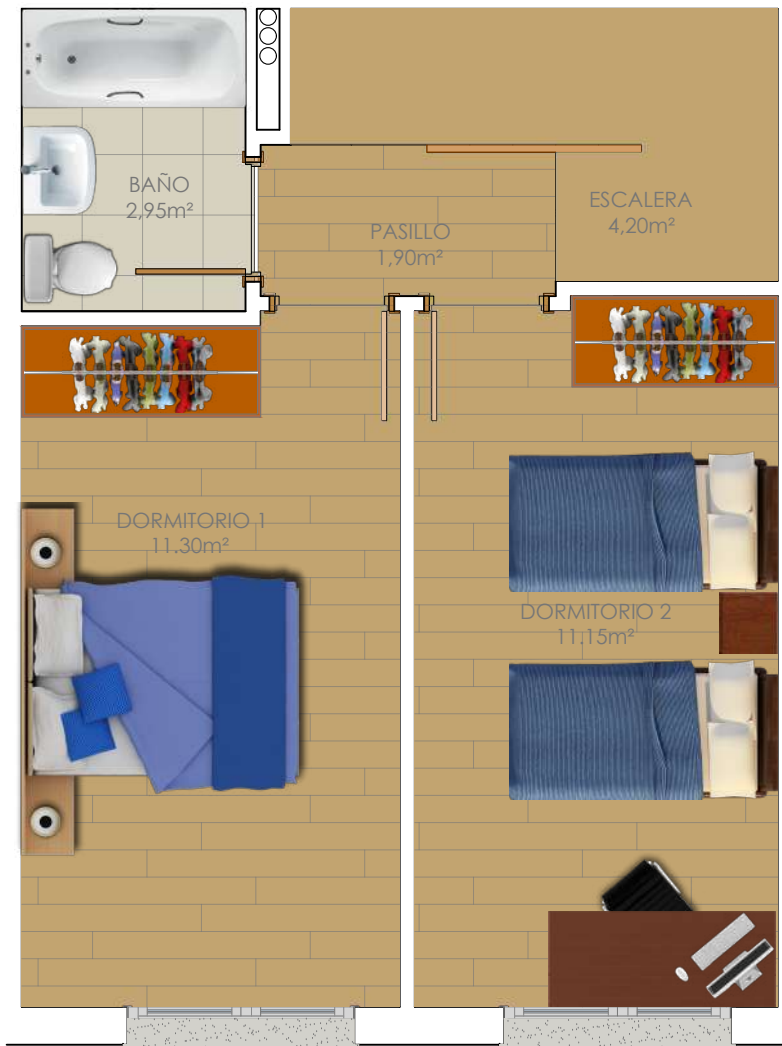 BAÑO
2,95m²
ESCALERA
4,20m²
PASILLO
1,90m²
DORMITORIO 1
11.30m²
DORMITORIO 2
11.15m²